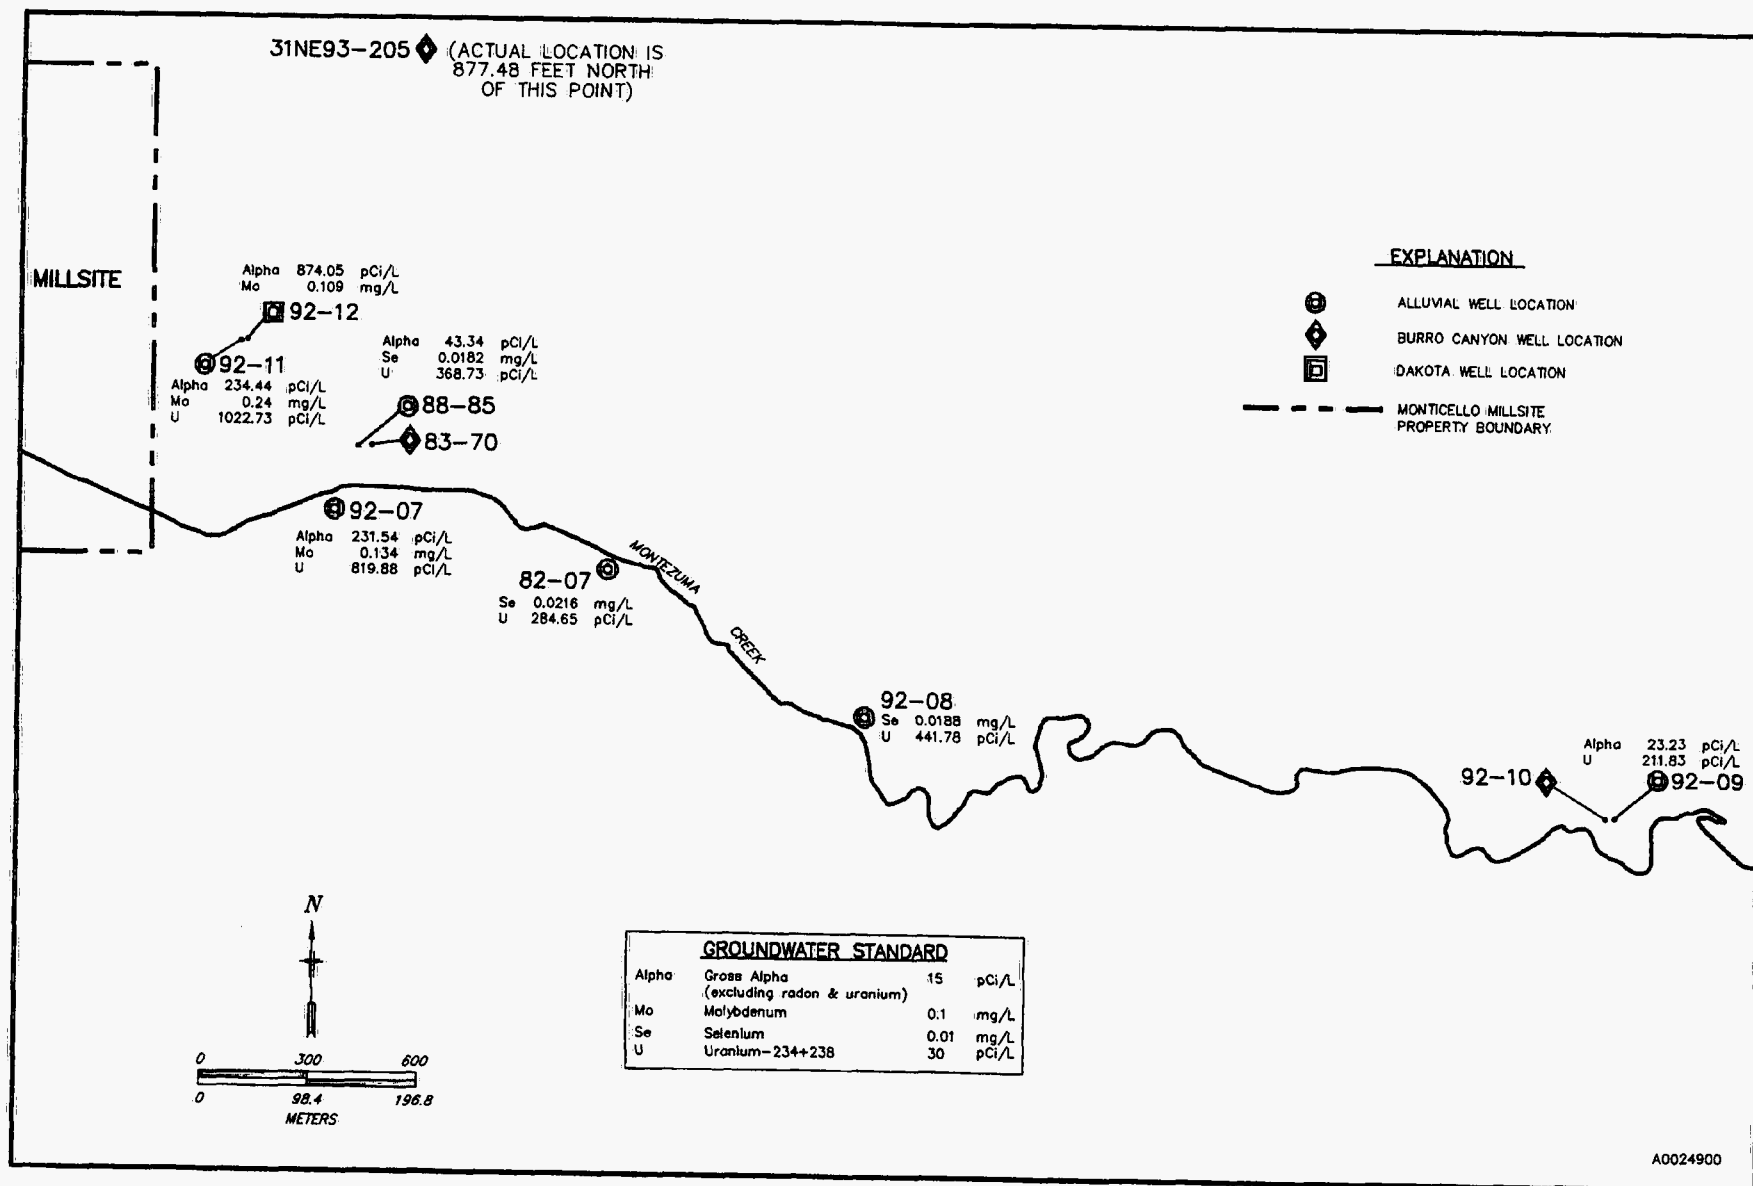 31NE93-205 (ACTUAL LOCATION IS
877.48 FEET NORTH
OF THIS POINT)
MILLSITE
Alpha 874.05 pCi/L
Mo 0.109 mg/L
92-12
92-11
Alpha 234.44 pCi/L
Mo 0.24 mg/L
U 1022.73 pCi/L
Alpha 43.34 pCi/L
Se 0.0182 mg/L
U 368.73 pCi/L
88-85
83-70
92-07
Alpha 231.54 pCi/L
Mo 0.134 mg/L
U 819.88 pCi/L
82-07
Se 0.0216 mg/L
U 284.65 pCi/L
MONTEZUMA
CREEK
92-08
Se 0.0188 mg/L
U 441.78 pCi/L
92-10
Alpha 23.23 pCi/L
U 211.83 pCi/L
92-09
EXPLANATION
ALLUVIAL WELL LOCATION
BURRO CANYON WELL LOCATION
DAKOTA WELL LOCATION
MONTICELLO MILLSITE
PROPERTY BOUNDARY
N
0 300 600
0 98.4 196.8
METERS
GROUNDWATER STANDARD
Alpha Gross Alpha 15 pCi/L
(excluding radon & uranium)
Mo Molybdenum 0.1 mg/L
Se Selenium 0.01 mg/L
U Uranium-234+238 30 pCi/L
A0024900